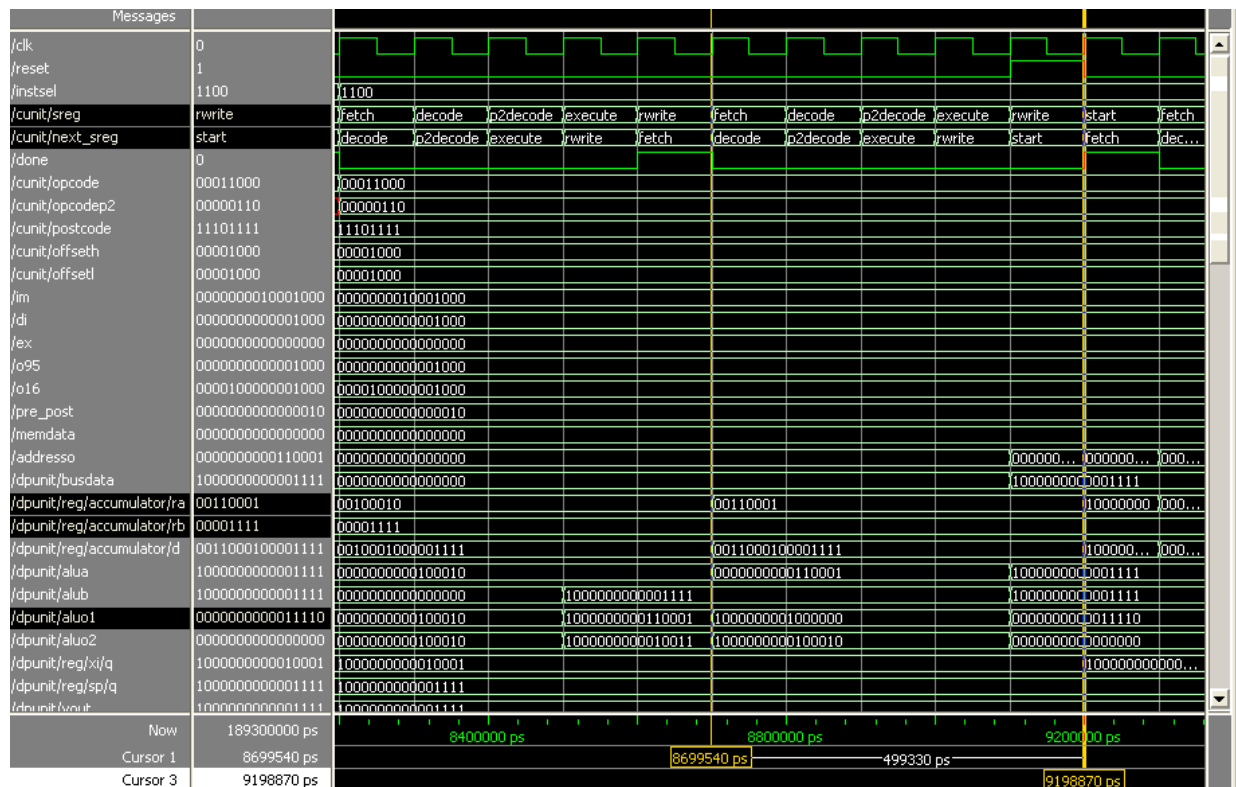 Messages
/clk 0
/reset 1
/instsel 1100 1100
/cunit/sreg rwrite fetch decode p2decode execute rwrite fetch decode p2decode execute rwrite start fetch
/cunit/next_sreg start decode p2decode execute rwrite fetch decode p2decode execute rwrite start fetch dec...
/done 0
/cunit/opcode 00011000 00011000
/cunit/opcodep2 00000110 00000110
/cunit/postcode 11101111 11101111
/cunit/offseth 00001000 00001000
/cunit/offsetl 00001000 00001000
/im 0000000010001000 0000000010001000
/di 0000000000001000 0000000000001000
/ex 0000000000000000 0000000000000000
/o95 0000000000001000 0000000000001000
/o16 0000100000001000 0000100000001000
/pre_post 0000000000000010 0000000000000010
/memdata 0000000000000000 0000000000000000
/addresso 0000000000110001 0000000000000000 000000... 000000... 000...
/dpunit/busdata 1000000000001111 0000000000000000 1000000000001111
/dpunit/reg/accumulator/ra 00110001 00100010 00110001 10000000 000...
/dpunit/reg/accumulator/rb 00001111 00001111
/dpunit/reg/accumulator/d 0011000100001111 0010001000001111 0011000100001111 100000... 000...
/dpunit/alua 1000000000001111 0000000000100010 0000000000110001 1000000000001111
/dpunit/alub 1000000000001111 0000000000000000 1000000000001111 1000000000001111
/dpunit/aluo1 0000000000011110 0000000000100010 1000000000110001 1000000001000000 0000000000011110
/dpunit/aluo2 0000000000000000 0000000000100010 1000000000010011 1000000000100010 0000000000000000
/dpunit/reg/xi/q 1000000000010001 1000000000010001 100000000000...
/dpunit/reg/sp/q 1000000000001111 1000000000001111
/dpunit/yout 1000000000001111 1000000000001111
Now 189300000 ps 8400000 ps 8800000 ps 9200000 ps
Cursor 1 8699540 ps 8699540 ps 499330 ps
Cursor 3 9198870 ps 9198870 ps